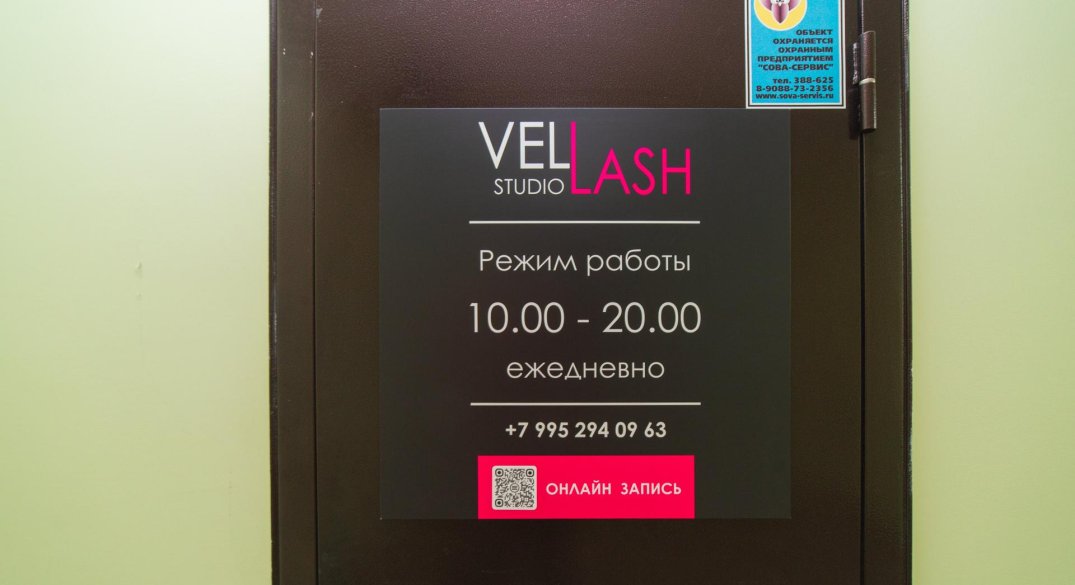 ОБЪЕКТ
ОХРАНЯЕТСЯ
ОХРАННЫМ
ПРЕДПРИЯТИЕМ
"СОВА-СЕРВИС"
тел. 388-625
8-9088-73-2356
www.sova-servis.ru
VEL LASH
STUDIO
Режим работы
10.00 - 20.00
ежедневно
+7 995 294 09 63
ОНЛАЙН ЗАПИСЬ